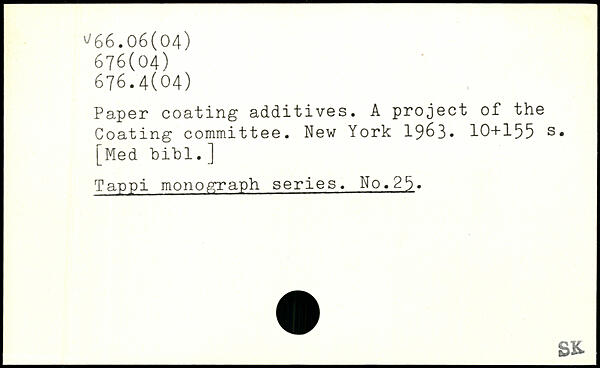 v66.06(04)
676(04)
676.4(04)
Paper coating additives. A project of the
Coating committee. New York 1963. 10+155 s.
[Med bibl.]
Tappi monograph series. No.25.
SK